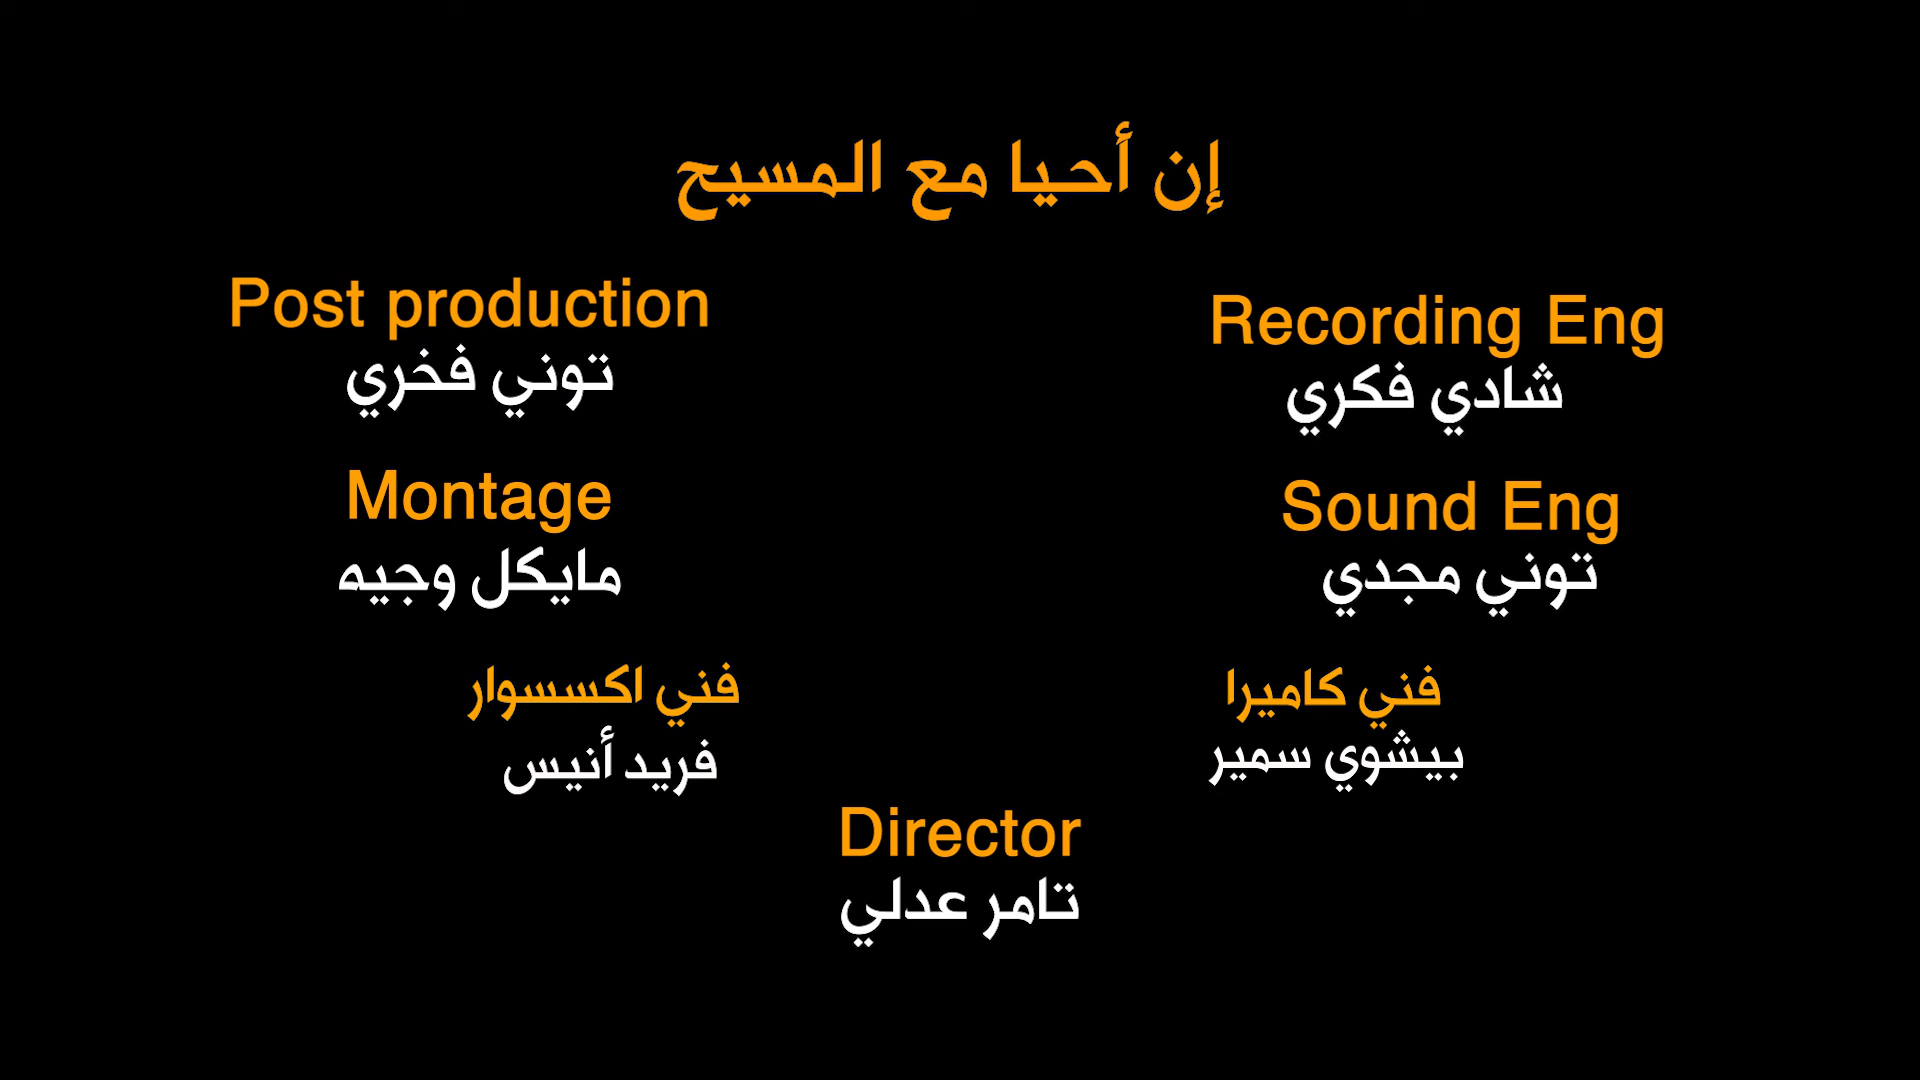 إن أحيا مع المسيح
Post production
توني فخري
Recording Eng
شادي فكري
Montage
مايكل وجيه
Sound Eng
توني مجدي
فني اكسسوار
فريد أنيس
فني كاميرا
بيشوي سمير
Director
تامر عدلي